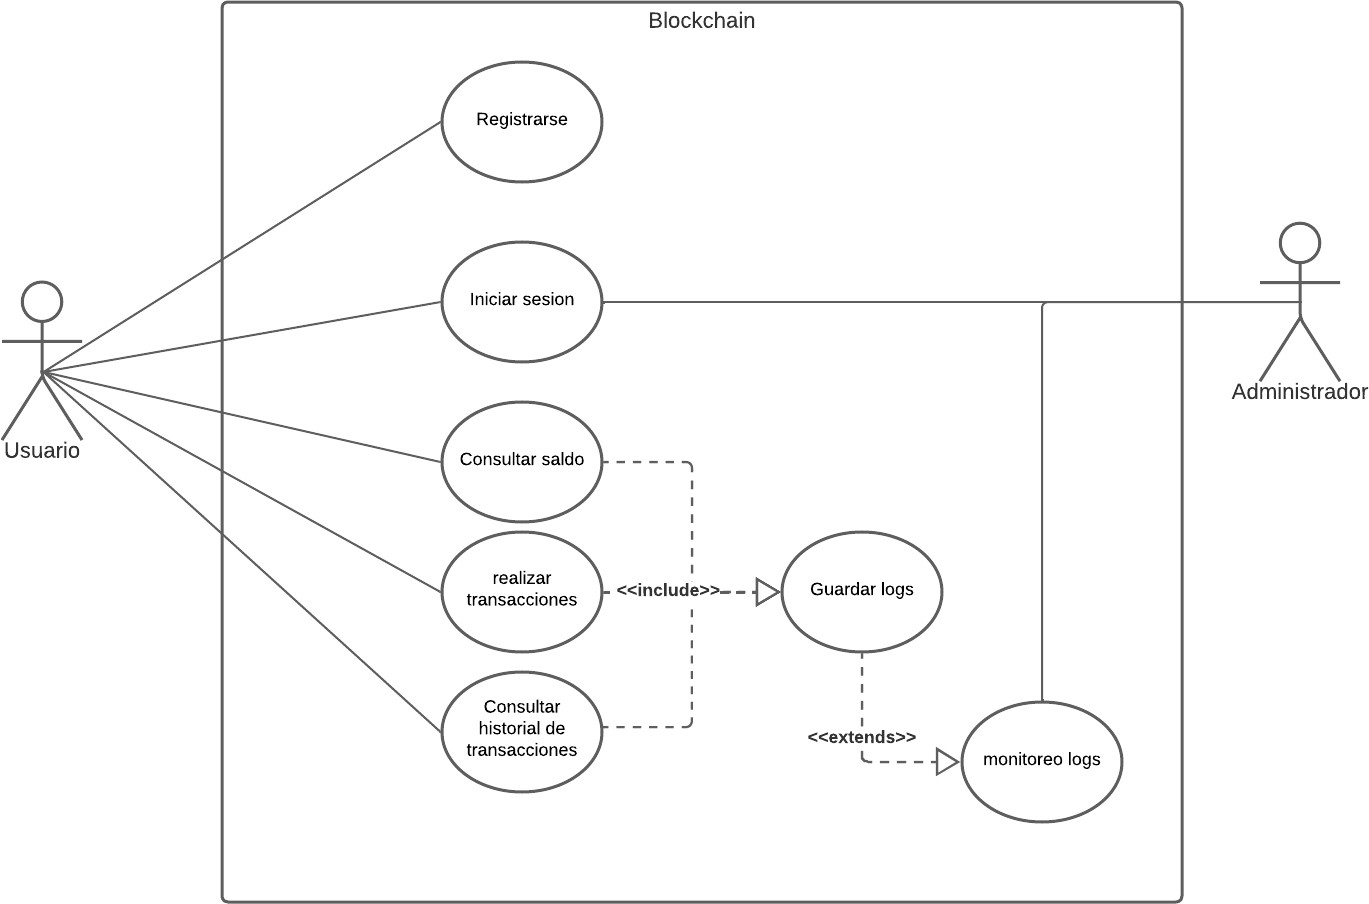 Blockchain
Registrarse
Iniciar sesion
Administrador
Usuario
Consultar saldo
realizar
transacciones
<<include>>
Guardar logs
Consultar
historial de
transacciones
<<extends>>
monitoreo logs